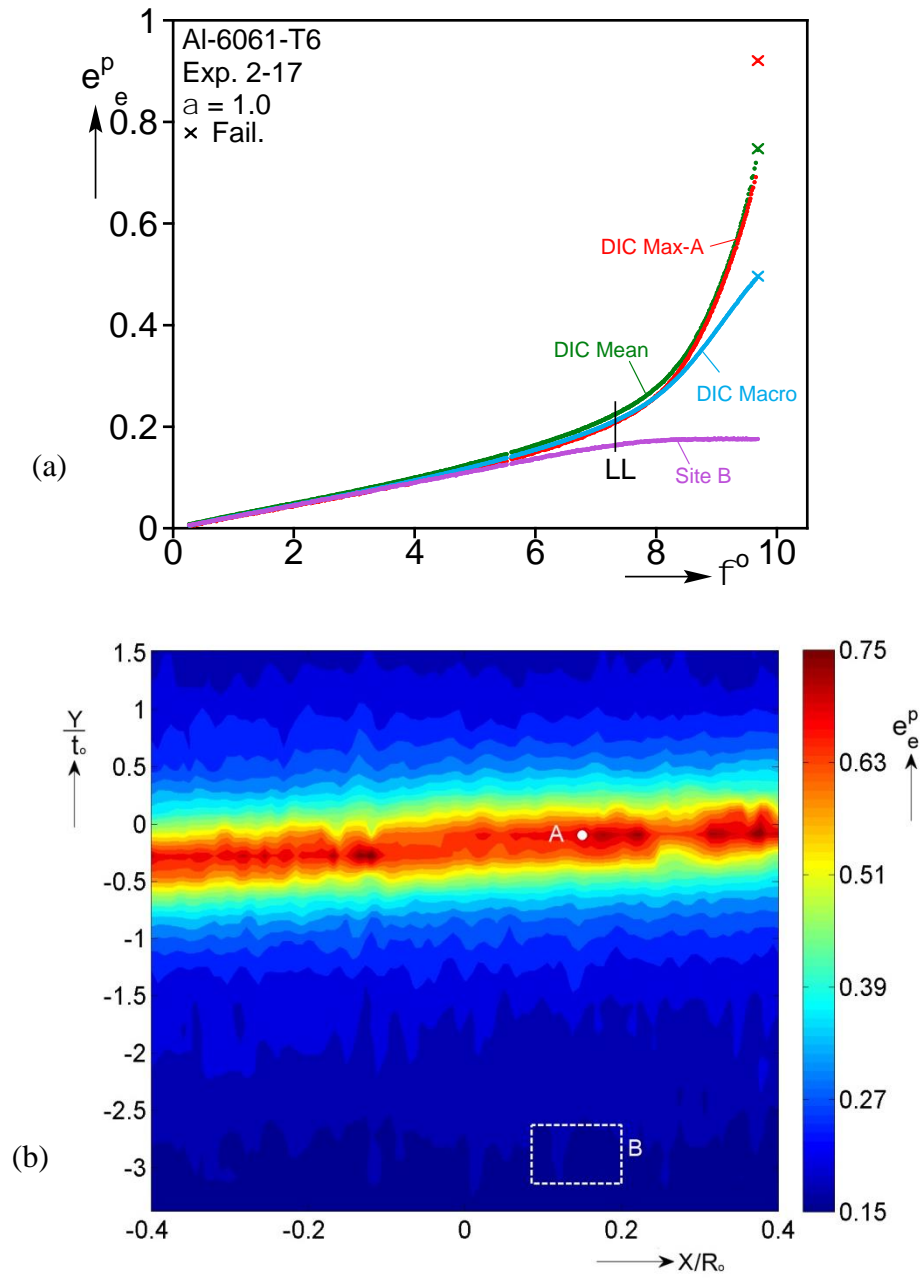 1
Al-6061-T6
e^p_e
Exp. 2-17
a = 1.0
0.8
× Fail.
0.6
DIC Max-A
0.4
DIC Mean
DIC Macro
0.2
(a)
LL
Site B
0
0 2 4 6 8 10
f^o
1.5
0.75
Y/t_o
1
e^p_e
0.5
0.63
0
A
0.51
-0.5
-1
0.39
-1.5
-2
0.27
-2.5
B
(b)
-3
0.15
-0.4 -0.2 0 0.2 0.4
X/R_o